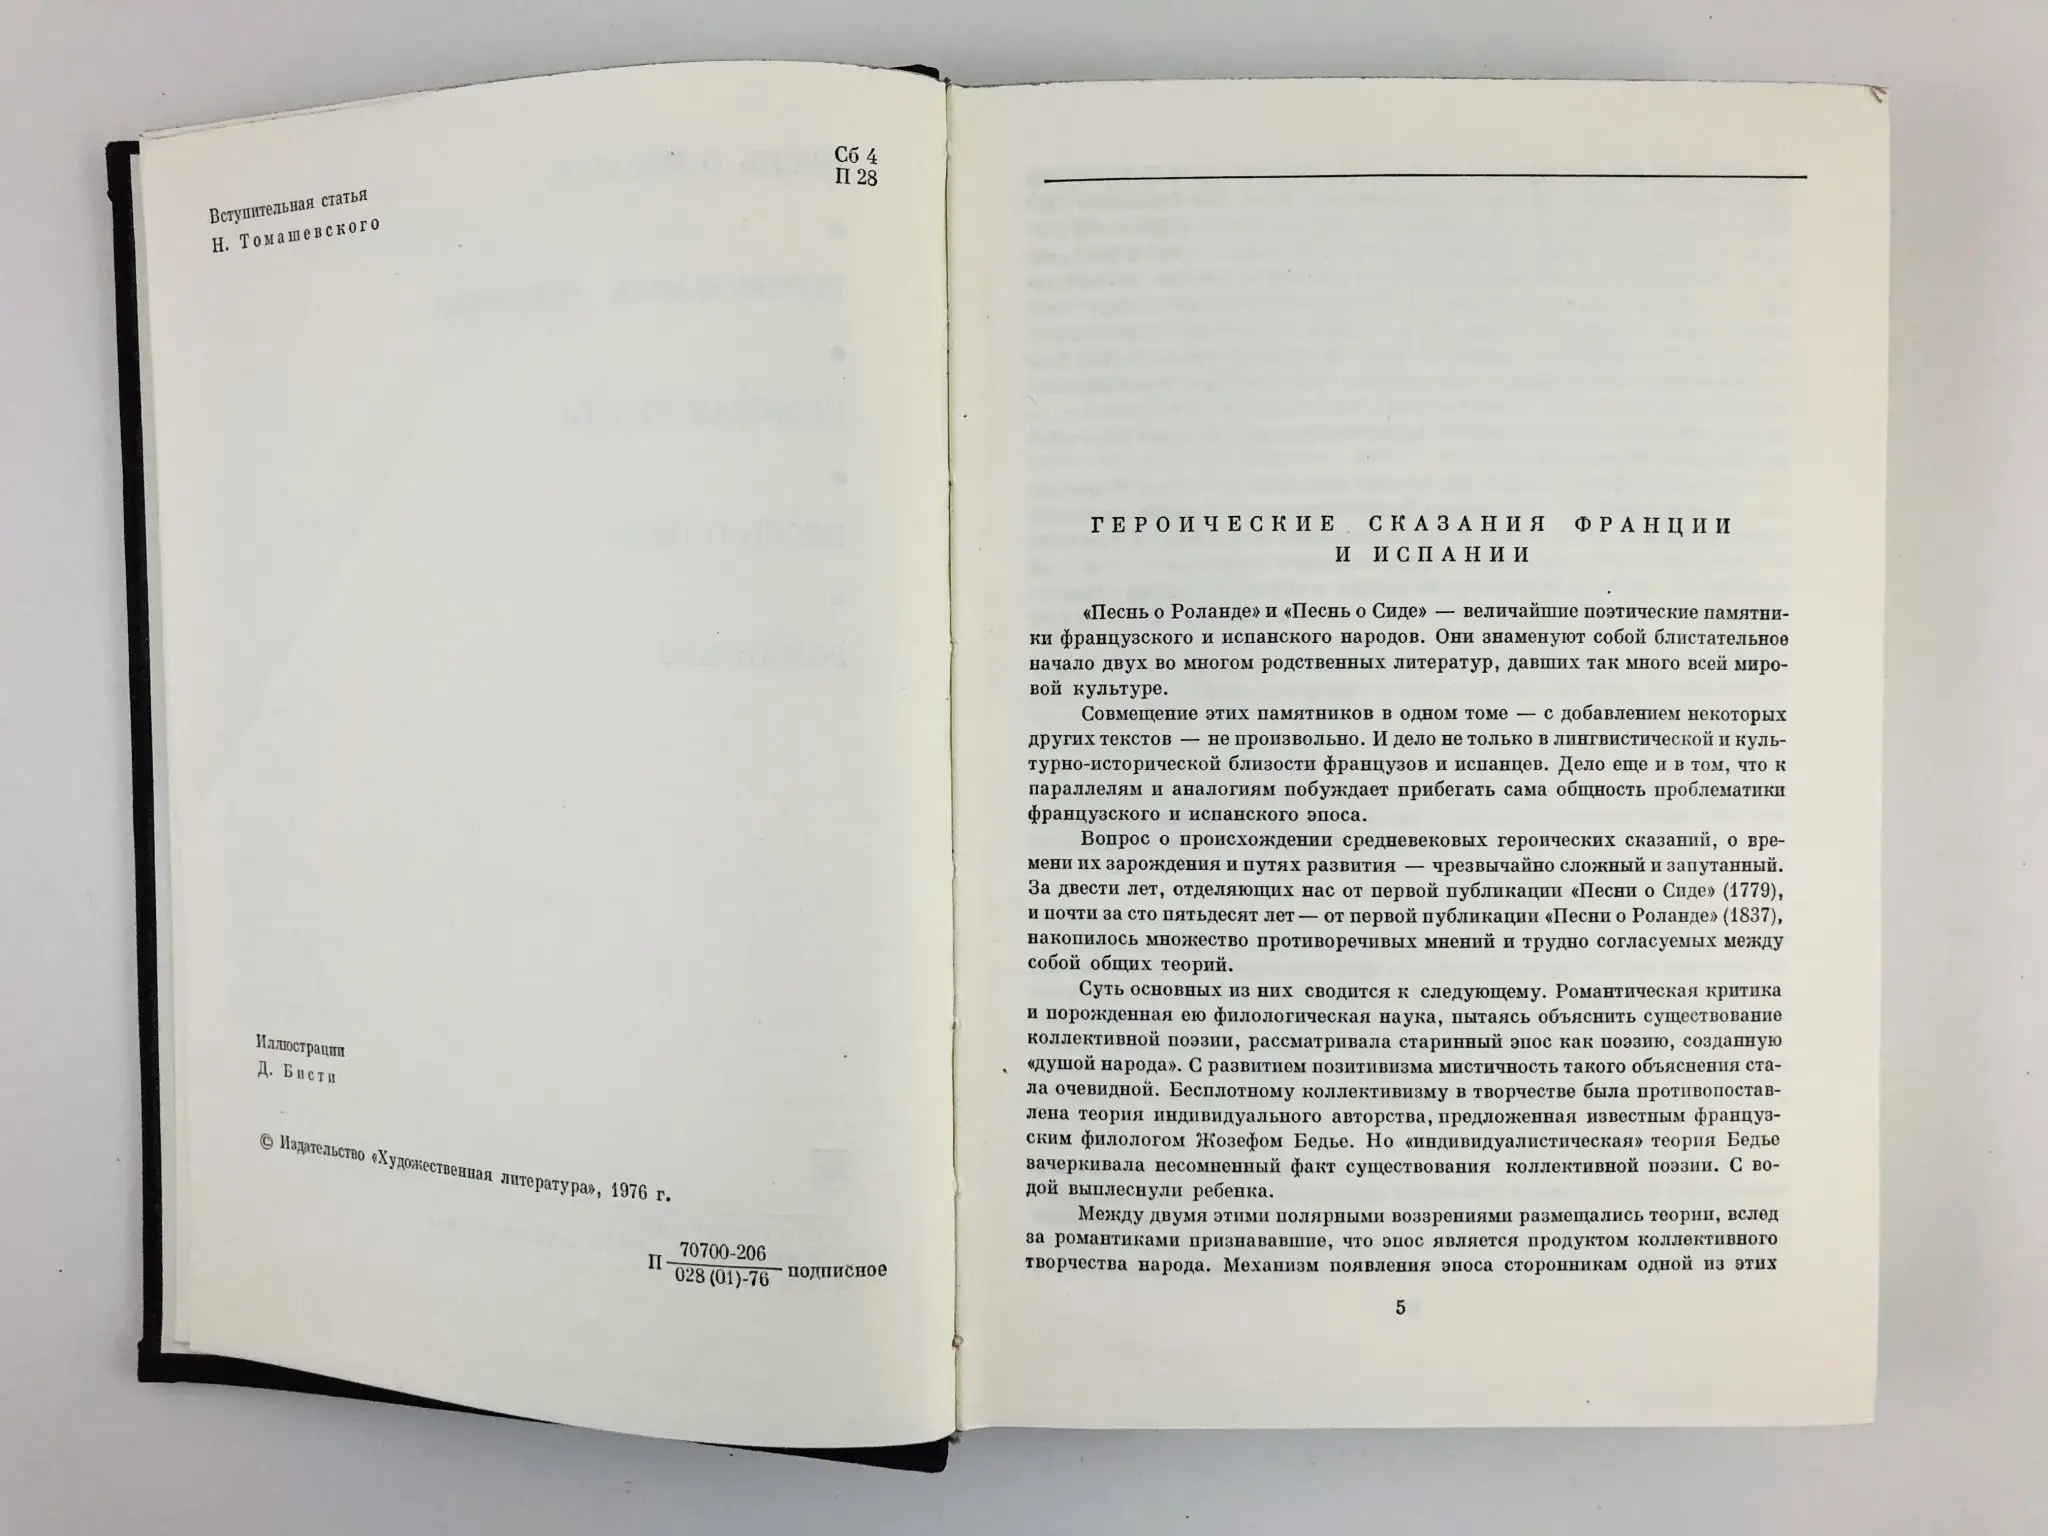 Сб 4
П 28
Вступительная статья
Н. Томашевского
Иллюстрации
Д. Бисти
© Издательство «Художественная литература», 1976 г.
П 70700-206
028 (01)-76 подписное
ГЕРОИЧЕСКИЕ СКАЗАНИЯ ФРАНЦИИ
И ИСПАНИИ
«Песнь о Роланде» и «Песнь о Сиде» — величайшие поэтические памятни-
ки французского и испанского народов. Они знаменуют собой блистательное
начало двух во многом родственных литератур, давших так много всей миро-
вой культуре.
Совмещение этих памятников в одном томе — с добавлением некоторых
других текстов — не произвольно. И дело не только в лингвистической и куль-
турно-исторической близости французов и испанцев. Дело еще и в том, что к
параллелям и аналогиям побуждает прибегать сама общность проблематики
французского и испанского эпоса.
Вопрос о происхождении средневековых героических сказаний, о вре-
мени их зарождения и путях развития — чрезвычайно сложный и запутанный.
За двести лет, отделяющих нас от первой публикации «Песни о Сиде» (1779),
и почти за сто пятьдесят лет — от первой публикации «Песни о Роланде» (1837),
накопилось множество противоречивых мнений и трудно согласуемых между
собой общих теорий.
Суть основных из них сводится к следующему. Романтическая критика
и порожденная ею филологическая наука, пытаясь объяснить существование
коллективной поэзии, рассматривала старинный эпос как поэзию, созданную
«душой народа». С развитием позитивизма мистичность такого объяснения ста-
ла очевидной. Бесплотному коллективизму в творчестве была противопостав-
лена теория индивидуального авторства, предложенная известным француз-
ским филологом Жозефом Бедье. Но «индивидуалистическая» теория Бедье
зачеркивала несомненный факт существования коллективной поэзии. С во-
дой выплеснули ребенка.
Между двумя этими полярными воззрениями размещались теории, вслед
за романтиками признававшие, что эпос является продуктом коллективного
творчества народа. Механизм появления эпоса сторонникам одной из этих
5